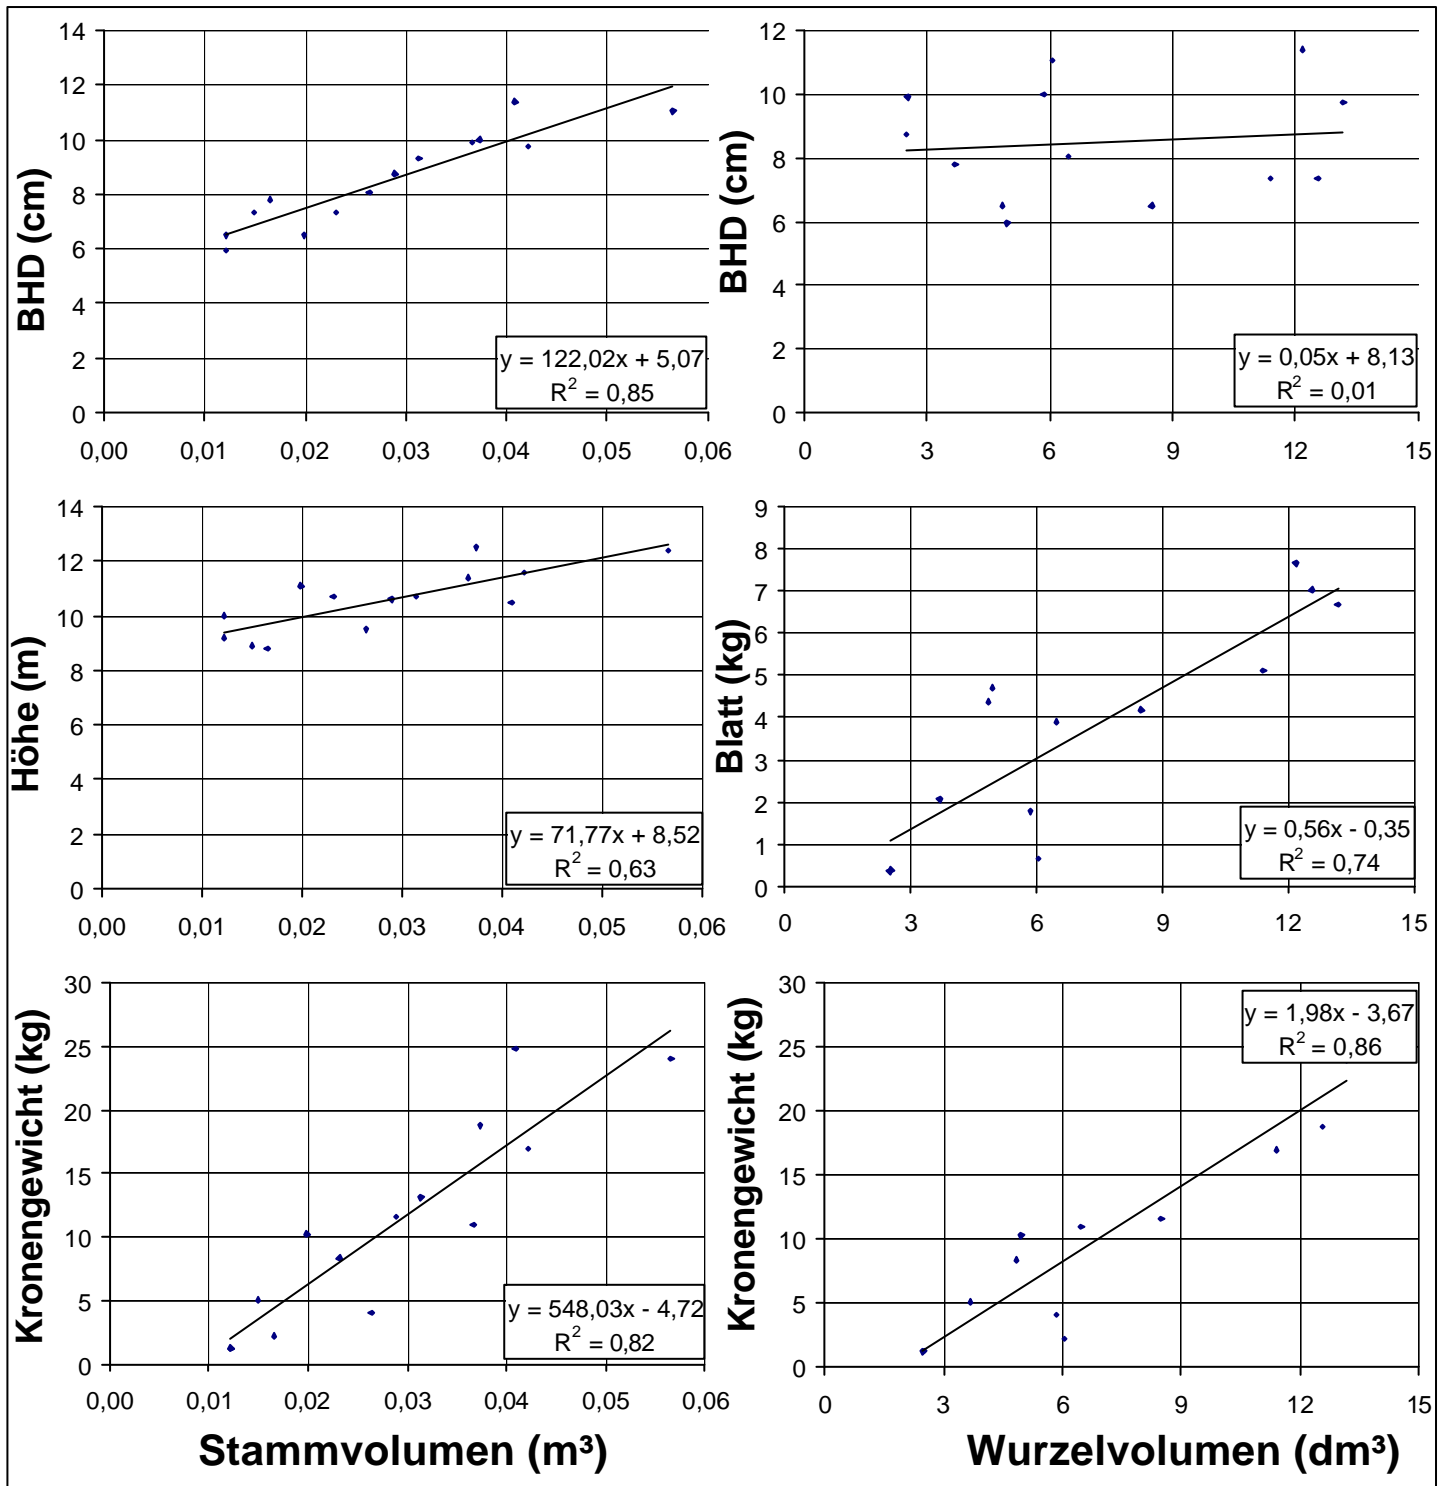 14
12
10
8
6
4
2
0
BHD (cm)
y = 122,02x + 5,07
R² = 0,85
0,00 0,01 0,02 0,03 0,04 0,05 0,06
12
10
8
6
4
2
0
BHD (cm)
y = 0,05x + 8,13
R² = 0,01
0 3 6 9 12 15
14
12
10
8
6
4
2
0
Höhe (m)
y = 71,77x + 8,52
R² = 0,63
0,00 0,01 0,02 0,03 0,04 0,05 0,06
9
8
7
6
5
4
3
2
1
0
Blatt (kg)
y = 0,56x - 0,35
R² = 0,74
0 3 6 9 12 15
30
25
20
15
10
5
0
Kronengewicht (kg)
y = 548,03x - 4,72
R² = 0,82
0,00 0,01 0,02 0,03 0,04 0,05 0,06
Stammvolumen (m³)
30
25
20
15
10
5
0
Kronengewicht (kg)
y = 1,98x - 3,67
R² = 0,86
0 3 6 9 12 15
Wurzelvolumen (dm³)